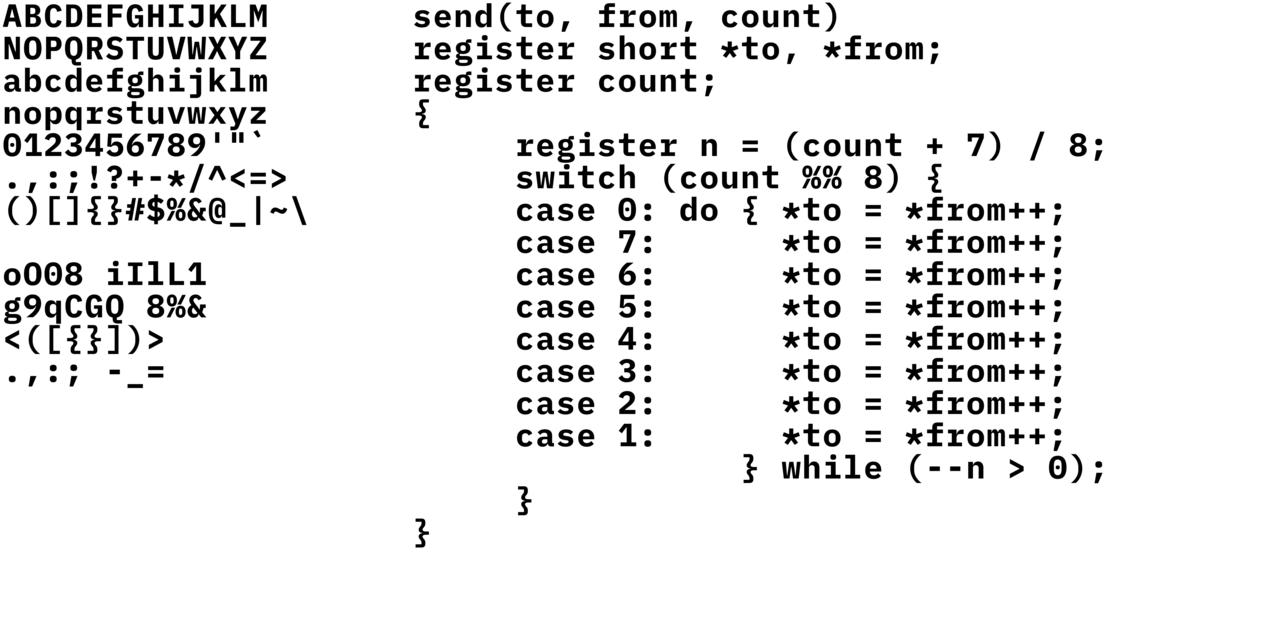 ABCDEFGHIJKLM
NOPQRSTUVWXYZ
abcdefghijklm
nopqrstuvwxyz
0123456789'"`
.,:;!?+-*/^<=>
()[]{}#$%&@_|~\
oO08 iIlL1
g9qCGQ 8%&
<([{}])>
.,:; -_=
send(to, from, count)
register short *to, *from;
register count;
{
     register n = (count + 7) / 8;
     switch (count %% 8) {
     case 0: do { *to = *from++;
     case 7:      *to = *from++;
     case 6:      *to = *from++;
     case 5:      *to = *from++;
     case 4:      *to = *from++;
     case 3:      *to = *from++;
     case 2:      *to = *from++;
     case 1:      *to = *from++;
                } while (--n > 0);
     }
}